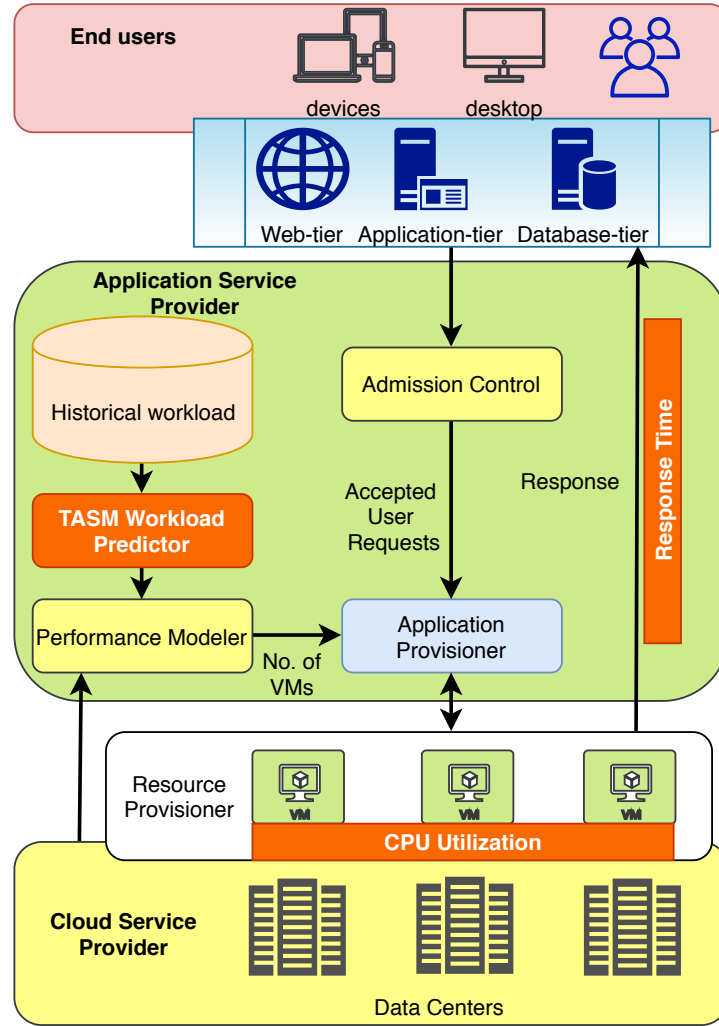 End users
devices
desktop
Web-tier
Application-tier
Database-tier
Application Service
Provider
Historical workload
Admission Control
TASM Workload
Predictor
Accepted
User
Requests
Response
Response Time
Performance Modeler
No. of
VMs
Application
Provisioner
Resource
Provisioner
VM
VM
VM
CPU Utilization
Cloud Service
Provider
Data Centers